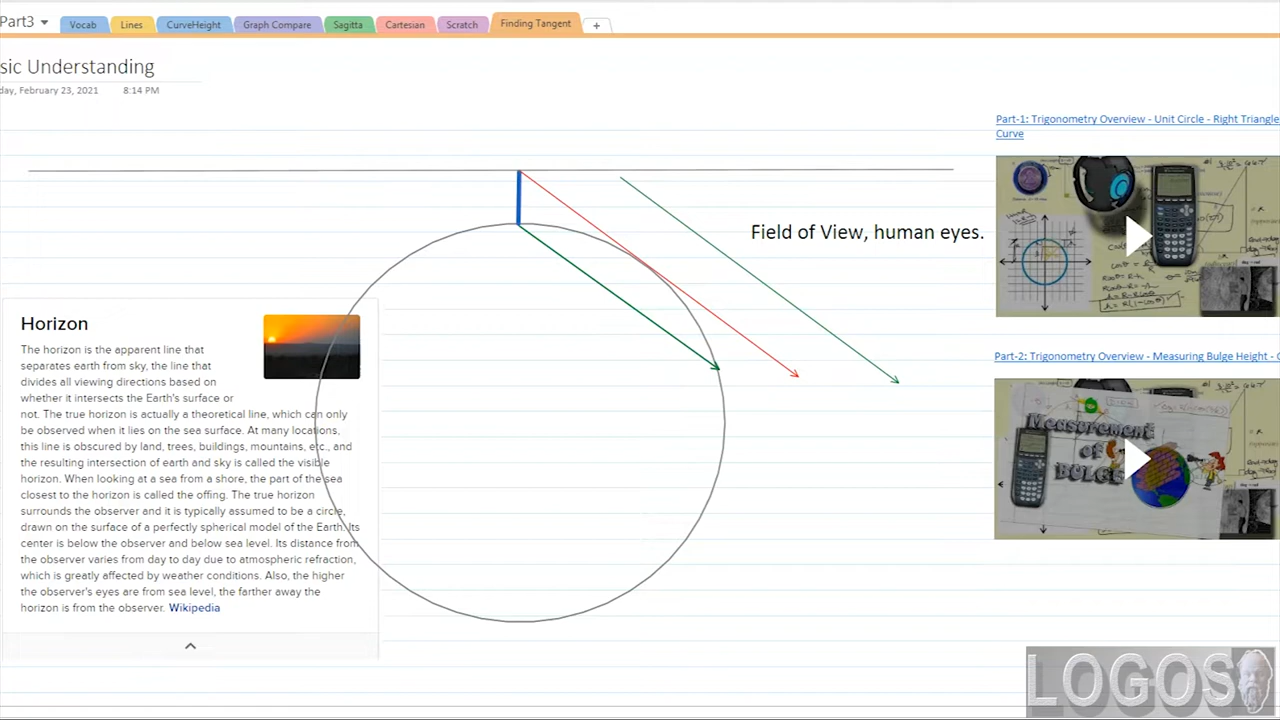 Part3
Vocab
Lines
CurveHeight
Graph Compare
Sagitta
Cartesian
Scratch
Finding Tangent
sic Understanding
day, February 23, 2021 8:14 PM
Field of View, human eyes.
Horizon
The horizon is the apparent line that
separates earth from sky, the line that
divides all viewing directions based on
whether it intersects the Earth's surface or
not. The true horizon is actually a theoretical line, which can only
be observed when it lies on the sea surface. At many locations,
this line is obscured by land, trees, buildings, mountains, etc., and
the resulting intersection of earth and sky is called the visible
horizon. When looking at a sea from a shore, the part of the sea
closest to the horizon is called the offing. The true horizon
surrounds the observer and it is typically assumed to be a circle,
drawn on the surface of a perfectly spherical model of the Earth. Its
center is below the observer and below sea level. Its distance from
the observer varies from day to day due to atmospheric refraction,
which is greatly affected by weather conditions. Also, the higher
the observer's eyes are from sea level, the farther away the
horizon is from the observer. Wikipedia
Part-1: Trigonometry Overview - Unit Circle - Right Triangle
Curve
Part-2: Trigonometry Overview - Measuring Bulge Height -
Measurement
of
BULGE
LOGOS